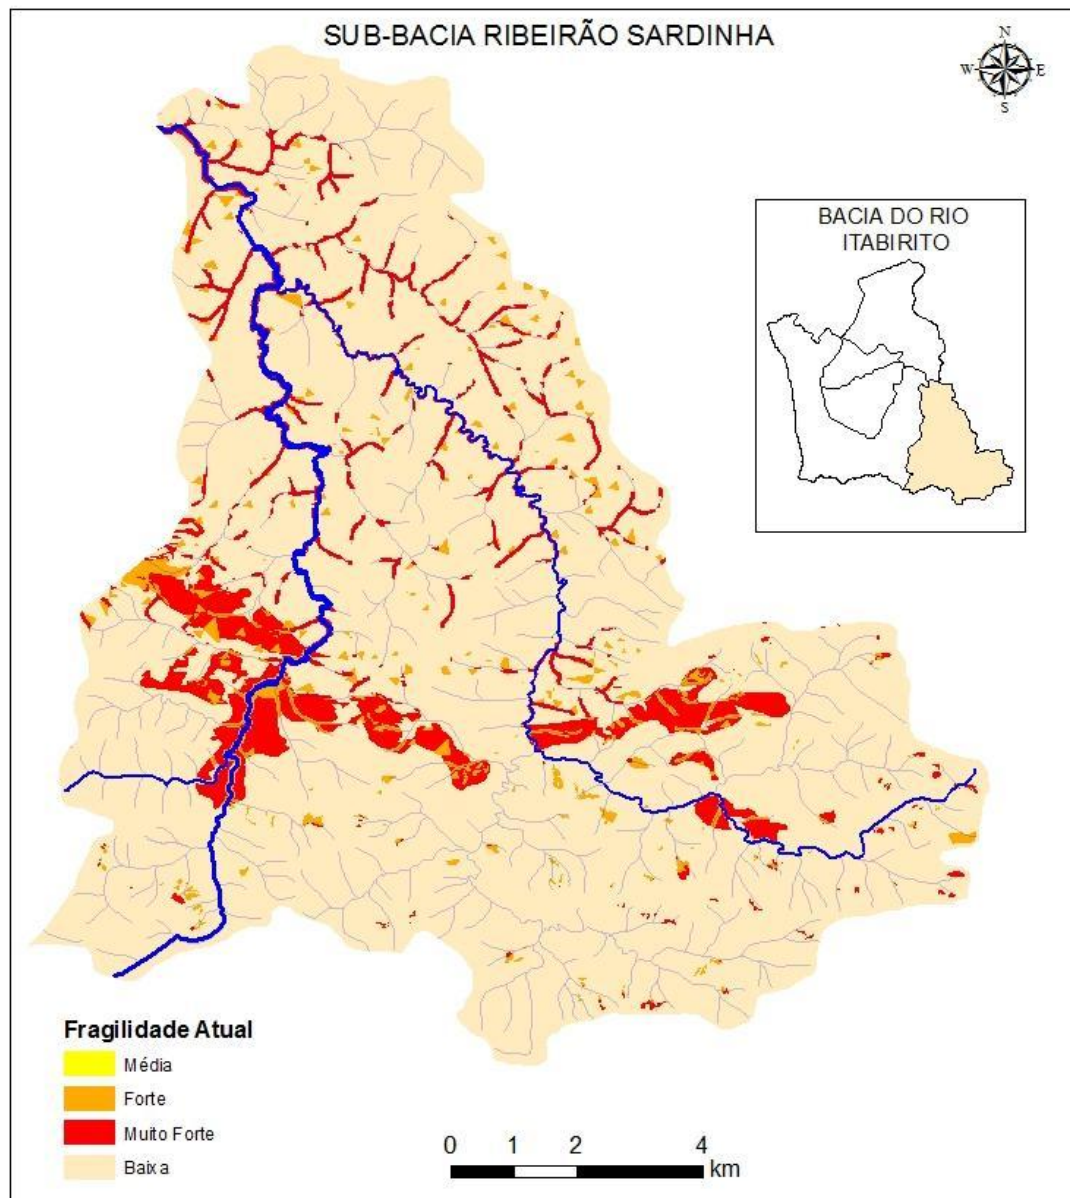 SUB-BACIA RIBEIRÃO SARDINHA
N
W
E
S
BACIA DO RIO
ITABIRITO
Fragilidade Atual
Média
Forte
Muito Forte
Baixa
0 1 2 4
km